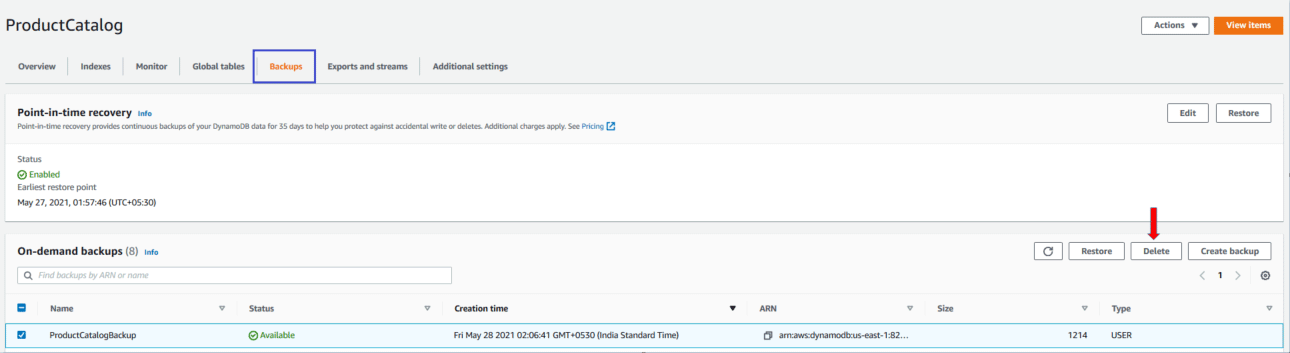 ProductCatalog
Actions View items
Overview Indexes Monitor Global tables Backups Exports and streams Additional settings
Point-in-time recovery Info
Edit Restore
Point-in-time recovery provides continuous backups of your DynamoDB data for 35 days to help you protect against accidental write or deletes. Additional charges apply. See Pricing
Status
Enabled
Earliest restore point
May 27, 2021, 01:57:46 (UTC+05:30)
On-demand backups (8) Info
Restore Delete Create backup
Find backups by ARN or name
1
Name Status Creation time ARN Size Type
ProductCatalogBackup Available Fri May 28 2021 02:06:41 GMT+0530 (India Standard Time) arn:aws:dynamodb:us-east-1:82... 1214 USER